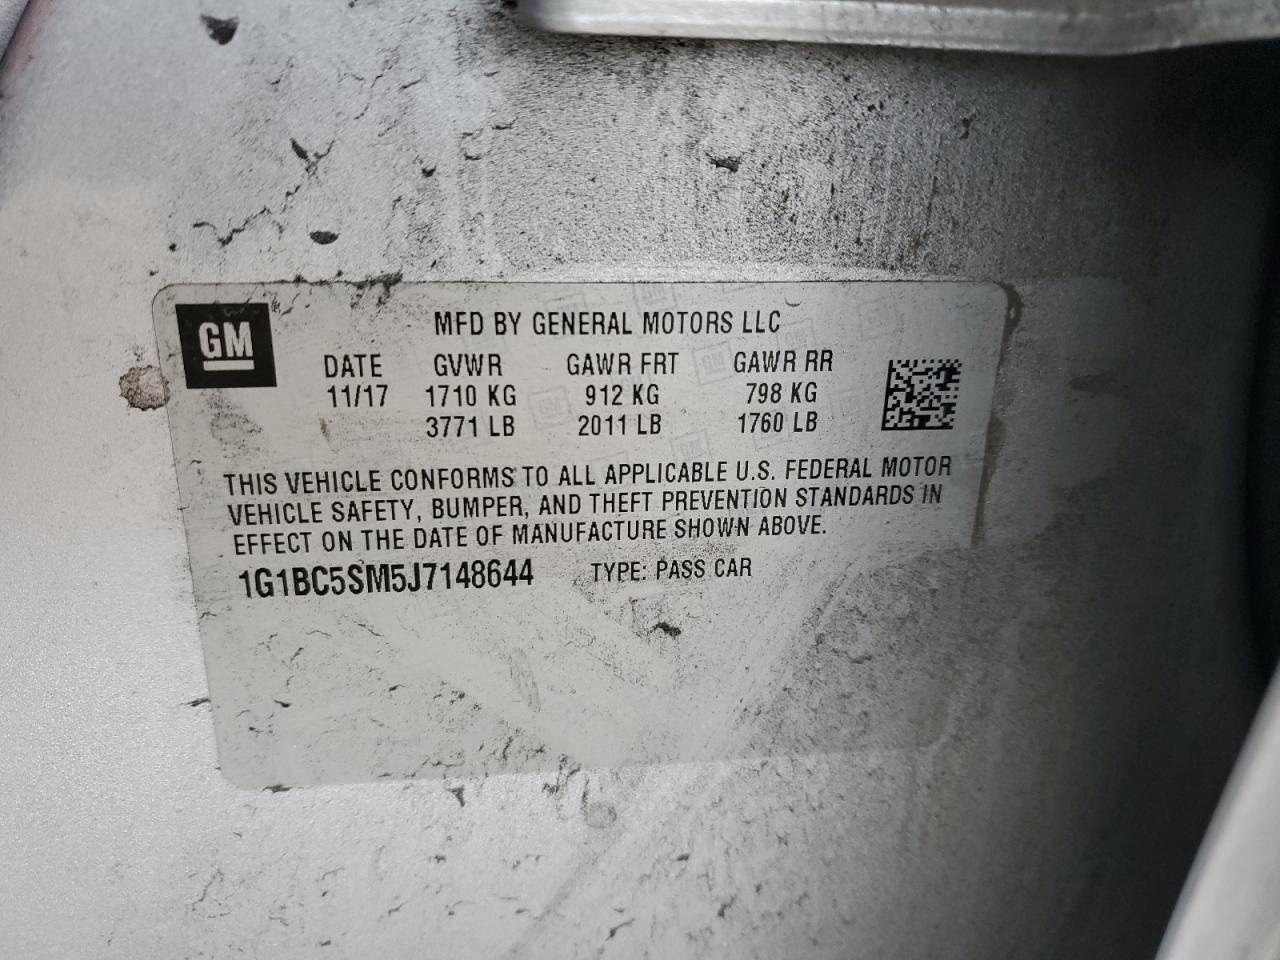 GM
MFD BY GENERAL MOTORS LLC
DATE GVWR GAWR FRT GAWR RR
11/17 1710 KG 912 KG 798 KG
3771 LB 2011 LB 1760 LB
THIS VEHICLE CONFORMS TO ALL APPLICABLE U.S. FEDERAL MOTOR
VEHICLE SAFETY, BUMPER, AND THEFT PREVENTION STANDARDS IN
EFFECT ON THE DATE OF MANUFACTURE SHOWN ABOVE.
1G1BC5SM5J7148644 TYPE: PASS CAR